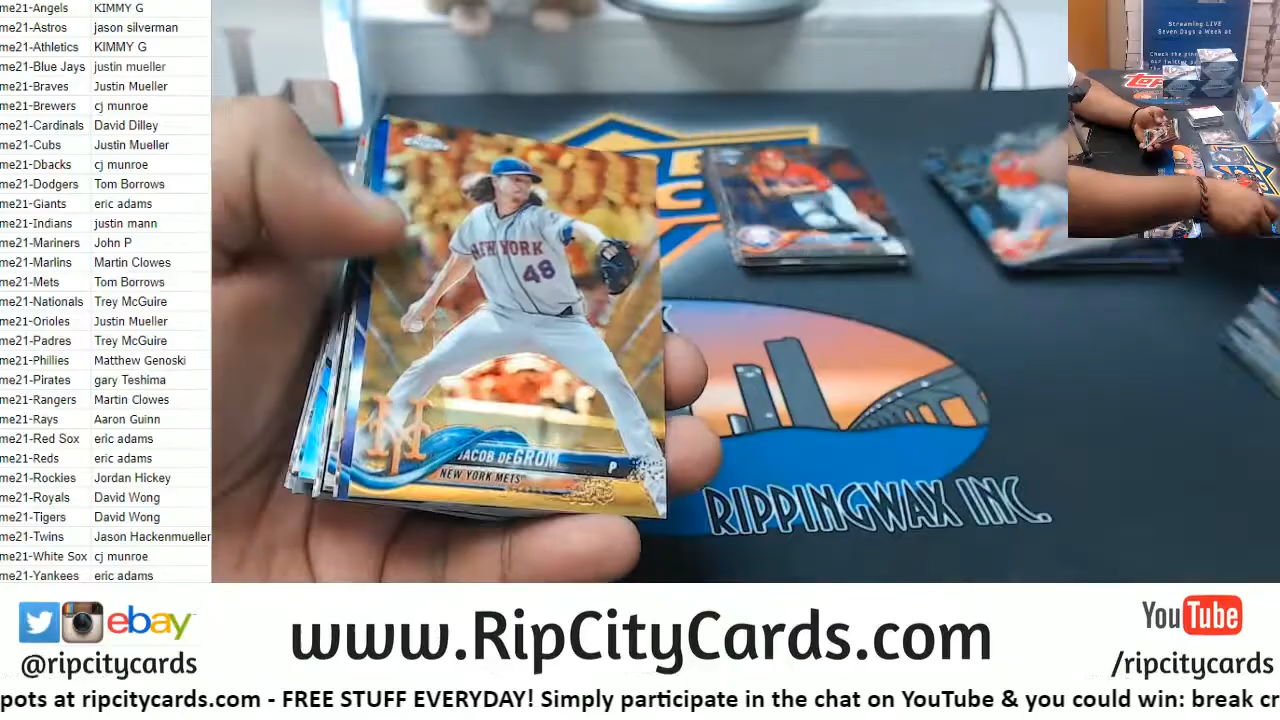 me21-Angels KIMMY G
me21-Astros jason silverman
me21-Athletics KIMMY G
me21-Blue Jays justin mueller
me21-Braves Justin Mueller
me21-Brewers cj munroe
me21-Cardinals David Dilley
me21-Cubs Justin Mueller
me21-Dbacks cj munroe
me21-Dodgers Tom Borrows
me21-Giants eric adams
me21-Indians justin mann
me21-Mariners John P
me21-Marlins Martin Clowes
me21-Mets Tom Borrows
me21-Nationals Trey McGuire
me21-Orioles Justin Mueller
me21-Padres Trey McGuire
me21-Phillies Matthew Genoski
me21-Pirates gary Teshima
me21-Rangers Martin Clowes
me21-Rays Aaron Guinn
me21-Red Sox eric adams
me21-Reds eric adams
me21-Rockies Jordan Hickey
me21-Royals David Wong
me21-Tigers David Wong
me21-Twins Jason Hackenmueller
me21-White Sox cj munroe
me21-Yankees eric adams
Streaming LIVE
Seven Days a Week at
Check the
NEW YORK
48
JACOB DEGROM
P
NEW YORK METS
RIPPINGWAX INC.
ebay
@ripcitycards
www.RipCityCards.com
YouTube
/ripcitycards
pots at ripcitycards.com - FREE STUFF EVERYDAY! Simply participate in the chat on YouTube & you could win: break cr